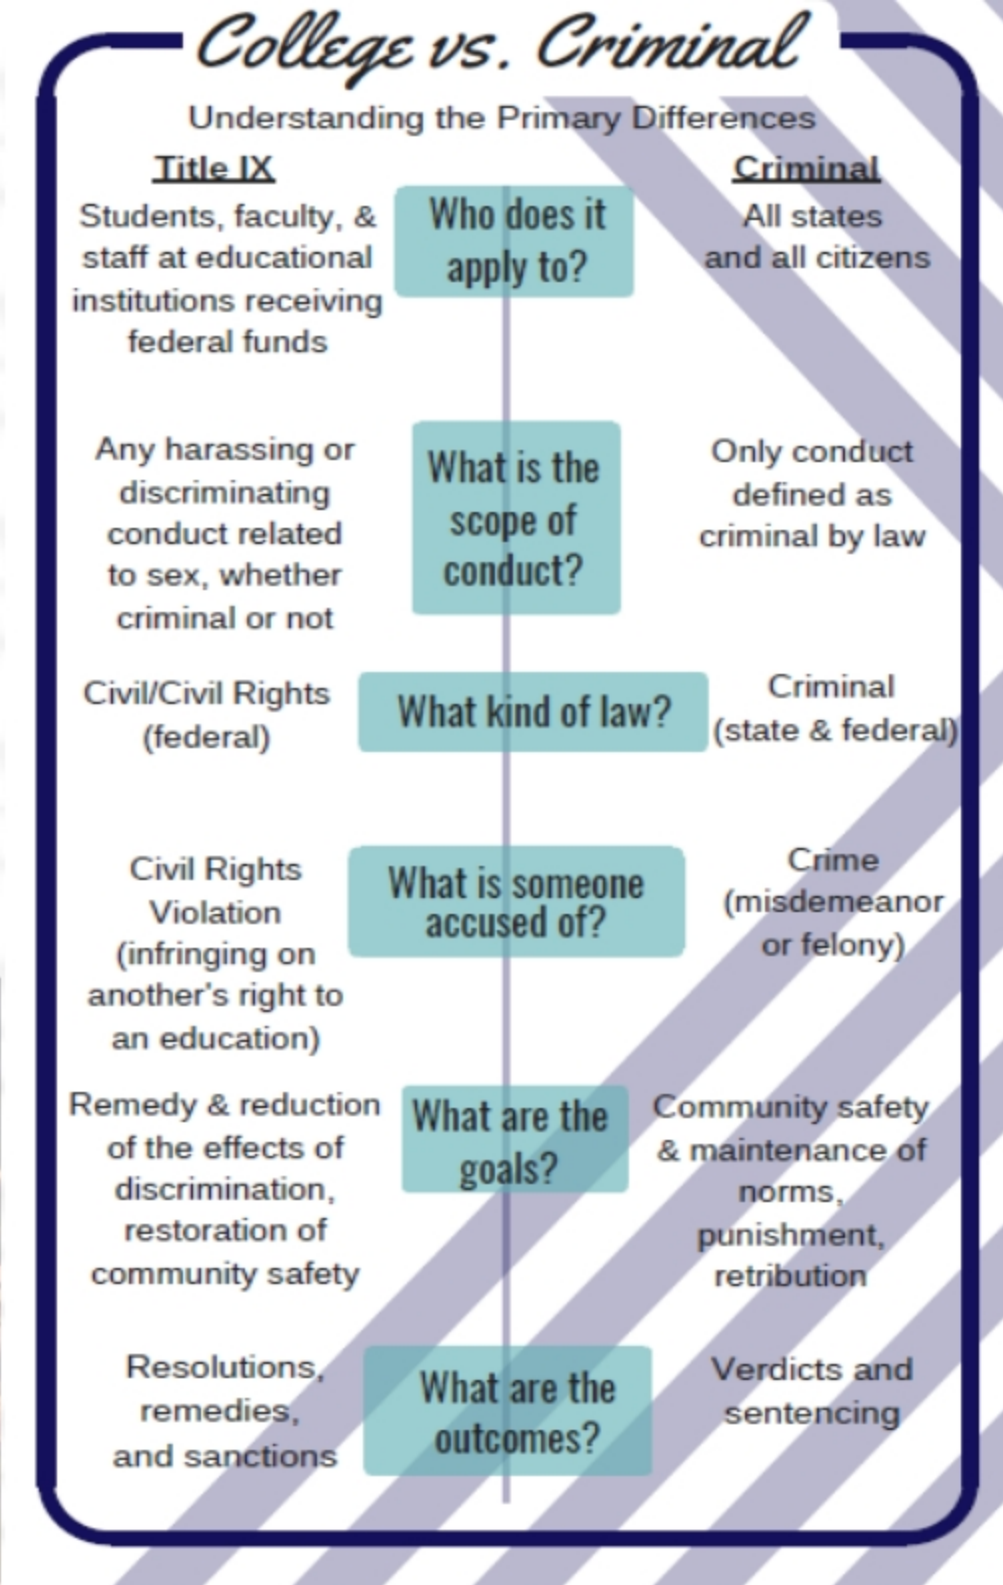 College vs. Criminal
Understanding the Primary Differences
Title IX
Criminal
Students, faculty, &
staff at educational
institutions receiving
federal funds
Who does it
apply to?
All states
and all citizens
Any harassing or
discriminating
conduct related
to sex, whether
criminal or not
What is the
scope of
conduct?
Only conduct
defined as
criminal by law
Civil/Civil Rights
(federal)
What kind of law?
Criminal
(state & federal)
Civil Rights
Violation
(infringing on
another's right to
an education)
What is someone
accused of?
Crime
(misdemeanor
or felony)
Remedy & reduction
of the effects of
discrimination,
restoration of
community safety
What are the
goals?
Community safety
& maintenance of
norms,
punishment,
retribution
Resolutions,
remedies,
and sanctions
What are the
outcomes?
Verdicts and
sentencing